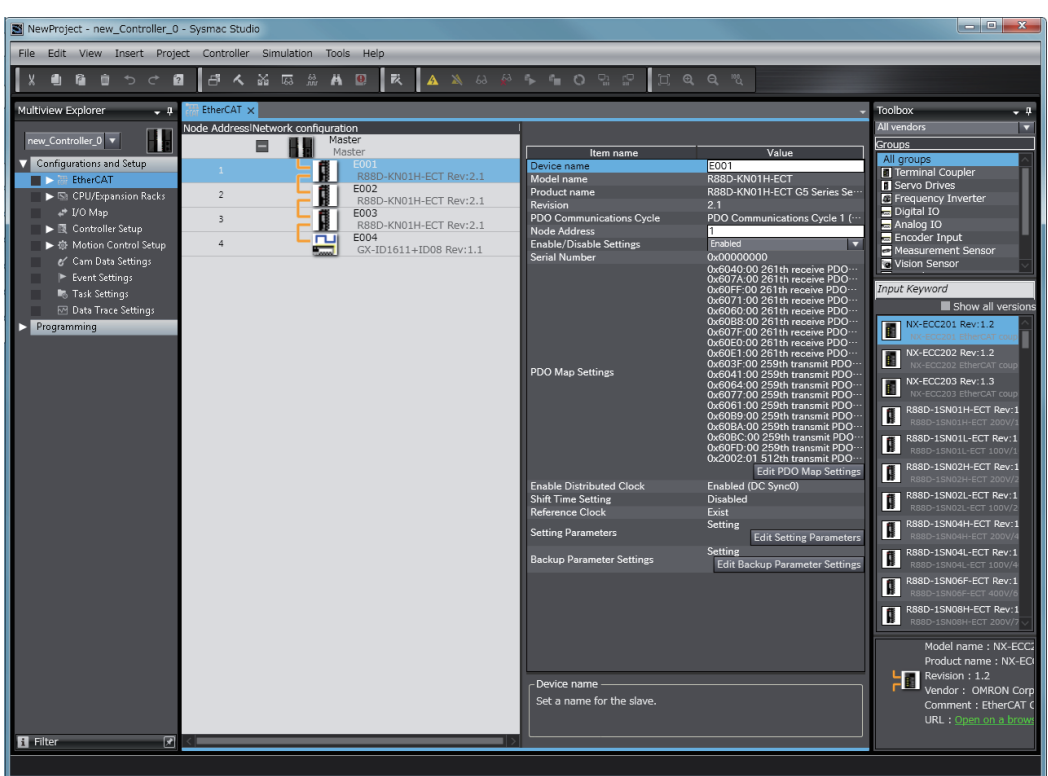 NewProject - new_Controller_0 - Sysmac Studio
File Edit View Insert Project Controller Simulation Tools Help
Multiview Explorer
new_Controller_0
Configurations and Setup
EtherCAT
CPU/Expansion Racks
I/O Map
Controller Setup
Motion Control Setup
Cam Data Settings
Event Settings
Task Settings
Data Trace Settings
Programming
Filter
EtherCAT
Node Address Network configuration
Master
Master
1
E001
R88D-KN01H-ECT Rev:2.1
2
E002
R88D-KN01H-ECT Rev:2.1
3
E003
R88D-KN01H-ECT Rev:2.1
4
E004
GX-ID1611+ID08 Rev:1.1
Item name Value
Device name E001
Model name R88D-KN01H-ECT
Product name R88D-KN01H-ECT G5 Series Se···
Revision 2.1
PDO Communications Cycle PDO Communications Cycle 1 (···
Node Address 1
Enable/Disable Settings Enabled
Serial Number 0x00000000
PDO Map Settings
0x6040:00 261th receive PDO···
0x607A:00 261th receive PDO···
0x60FF:00 261th receive PDO···
0x6071:00 261th receive PDO···
0x6060:00 261th receive PDO···
0x60B8:00 261th receive PDO···
0x607F:00 261th receive PDO···
0x60E0:00 261th receive PDO···
0x60E1:00 261th receive PDO···
0x603F:00 259th transmit PDO···
0x6041:00 259th transmit PDO···
0x6064:00 259th transmit PDO···
0x6077:00 259th transmit PDO···
0x6061:00 259th transmit PDO···
0x60B9:00 259th transmit PDO···
0x60BA:00 259th transmit PDO···
0x60BC:00 259th transmit PDO···
0x60FD:00 259th transmit PDO···
0x2002:01 512th transmit PDO···
Edit PDO Map Settings
Enable Distributed Clock Enabled (DC Sync0)
Shift Time Setting Disabled
Reference Clock Exist
Setting Parameters Setting
Edit Setting Parameters
Backup Parameter Settings Setting
Edit Backup Parameter Settings
Device name
Set a name for the slave.
Toolbox
All vendors
Groups
All groups
Terminal Coupler
Servo Drives
Frequency Inverter
Digital IO
Analog IO
Encoder Input
Measurement Sensor
Vision Sensor
Input Keyword
Show all versions
NX-ECC201 Rev:1.2
NX-ECC201 EtherCAT coup
NX-ECC202 Rev:1.2
NX-ECC202 EtherCAT coup
NX-ECC203 Rev:1.3
NX-ECC203 EtherCAT coup
R88D-1SN01H-ECT Rev:1
R88D-1SN01H-ECT 200V/1
R88D-1SN01L-ECT Rev:1
R88D-1SN01L-ECT 100V/1
R88D-1SN02H-ECT Rev:1
R88D-1SN02H-ECT 200V/2
R88D-1SN02L-ECT Rev:1
R88D-1SN02L-ECT 100V/2
R88D-1SN04H-ECT Rev:1
R88D-1SN04H-ECT 200V/4
R88D-1SN04L-ECT Rev:1
R88D-1SN04L-ECT 100V/4
R88D-1SN06F-ECT Rev:1
R88D-1SN06F-ECT 400V/6
R88D-1SN08H-ECT Rev:1
R88D-1SN08H-ECT 200V/7
Model name : NX-ECC2
Product name : NX-EC
Revision : 1.2
Vendor : OMRON Corp
Comment : EtherCAT C
URL : Open on a brows